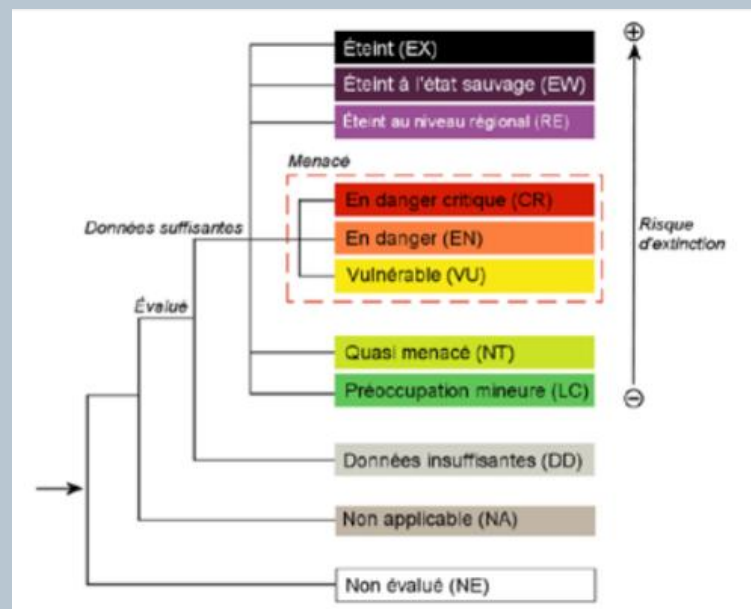 Éteint (EX)
Éteint à l'état sauvage (EW)
Éteint au niveau régional (RE)
Menacé
En danger critique (CR)
Données suffisantes
En danger (EN)
Risque
d'extinction
Vulnérable (VU)
Évalué
Quasi menacé (NT)
Préoccupation mineure (LC)
Données insuffisantes (DD)
Non applicable (NA)
Non évalué (NE)